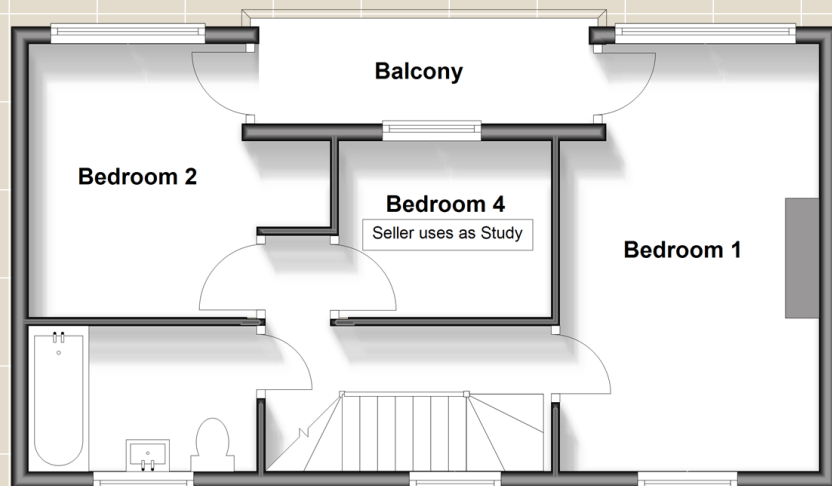 Balcony
Bedroom 2
Bedroom 4
Seller uses as Study
Bedroom 1